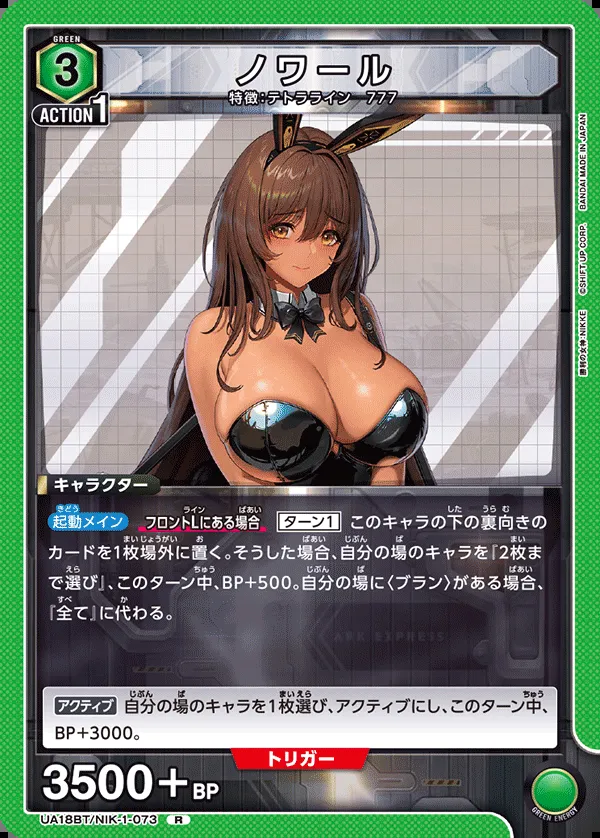 GREEN
3
ACTION 1
ノワール
特徴:テトラライン 777
勝利の女神:NIKKE ©SHIFT UP CORP. BANDAI MADE IN JAPAN
キャラクター
起動メイン フロントLにある場合 ターン1 このキャラの下の裏向きの
カードを1枚場外に置く。そうした場合、自分の場のキャラを『2枚ま
で選び』、このターン中、BP+500。自分の場に〈ブラン〉がある場合、
『全て』に代わる。
ARK EXPRESS
アクティブ 自分の場のキャラを1枚選び、アクティブにし、このターン中、
BP+3000。
トリガー
3500+BP
UA18BT/NIK-1-073 R
GREEN ENERGY